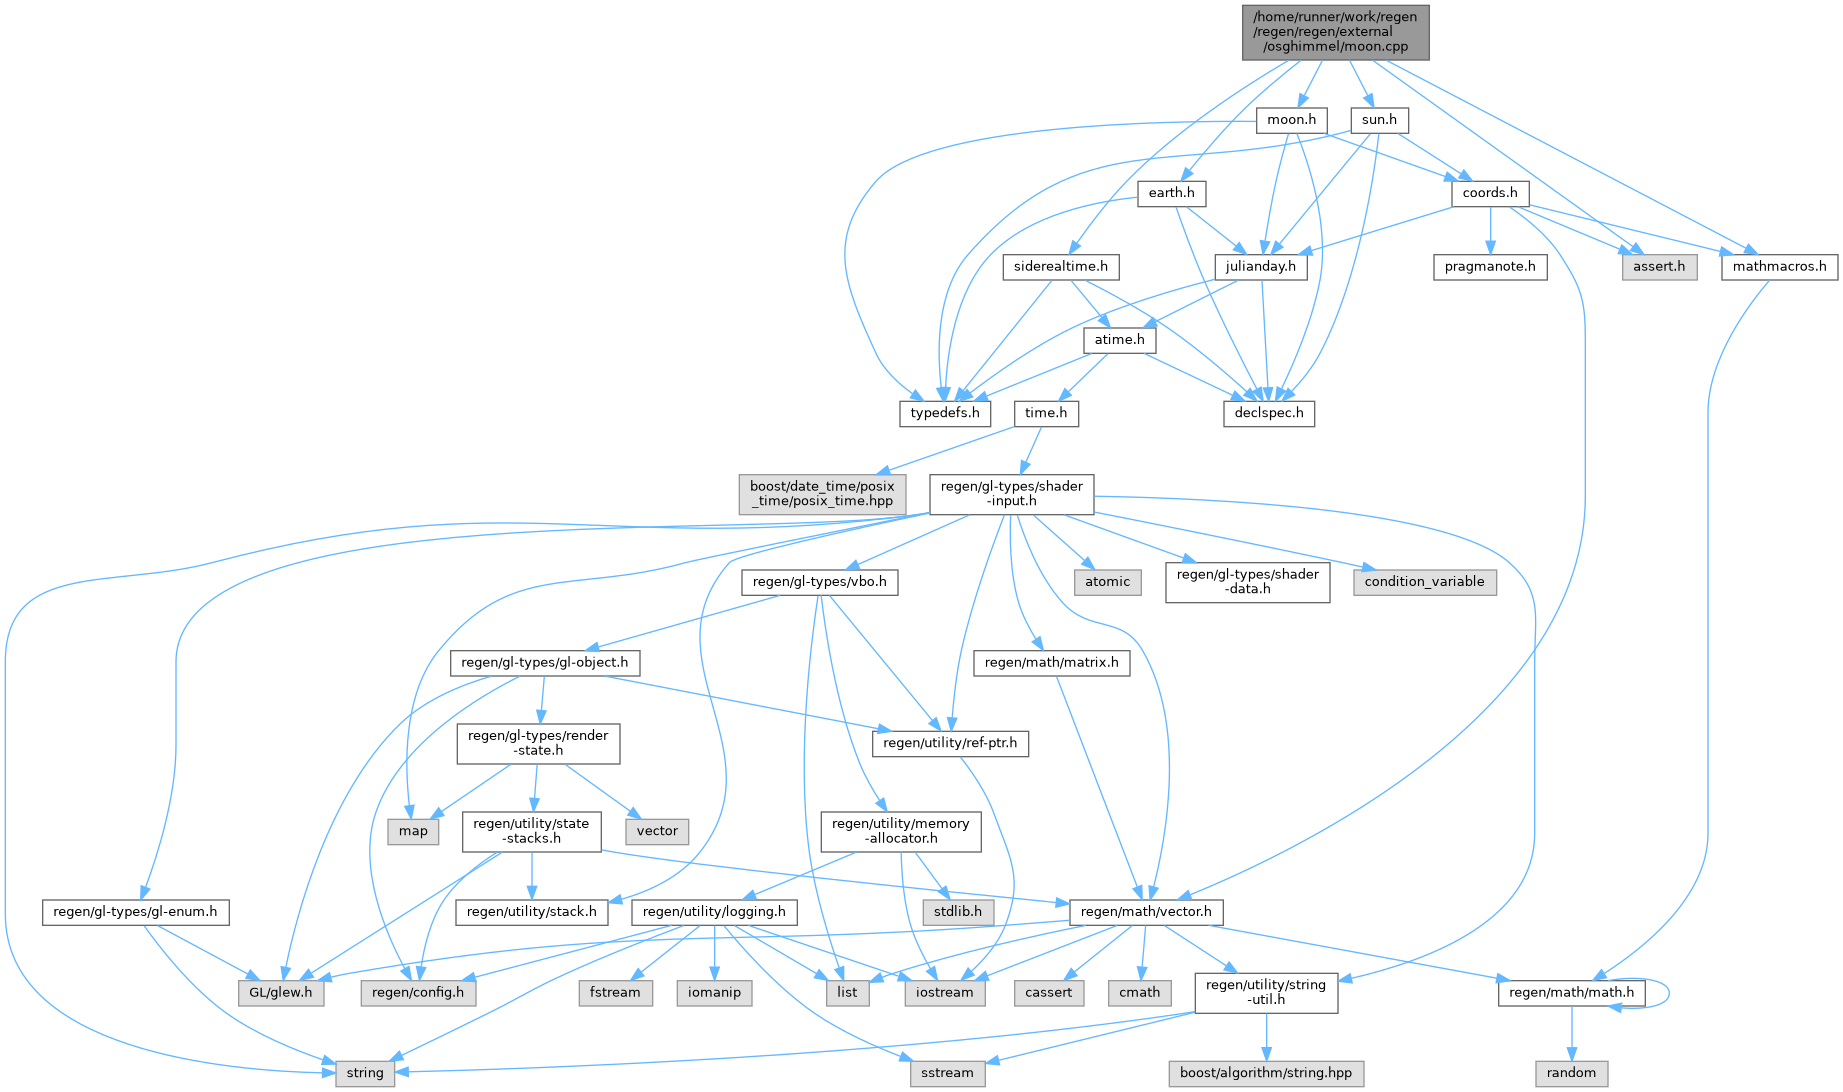 /home/runner/work/regen
/regen/regen/external
/osghimmel/moon.cpp
moon.h
sun.h
earth.h
coords.h
siderealtime.h
julianday.h
pragmanote.h
assert.h
mathmacros.h
atime.h
typedefs.h
time.h
declspec.h
boost/date_time/posix
_time/posix_time.hpp
regen/gl-types/shader
-input.h
regen/gl-types/vbo.h
atomic
regen/gl-types/shader
-data.h
condition_variable
regen/gl-types/gl-object.h
regen/math/matrix.h
regen/gl-types/render
-state.h
regen/utility/ref-ptr.h
map
regen/utility/state
-stacks.h
vector
regen/utility/memory
-allocator.h
regen/gl-types/gl-enum.h
regen/utility/stack.h
regen/utility/logging.h
stdlib.h
regen/math/vector.h
GL/glew.h
regen/config.h
fstream
iomanip
list
iostream
cassert
cmath
regen/utility/string
-util.h
regen/math/math.h
string
sstream
boost/algorithm/string.hpp
random